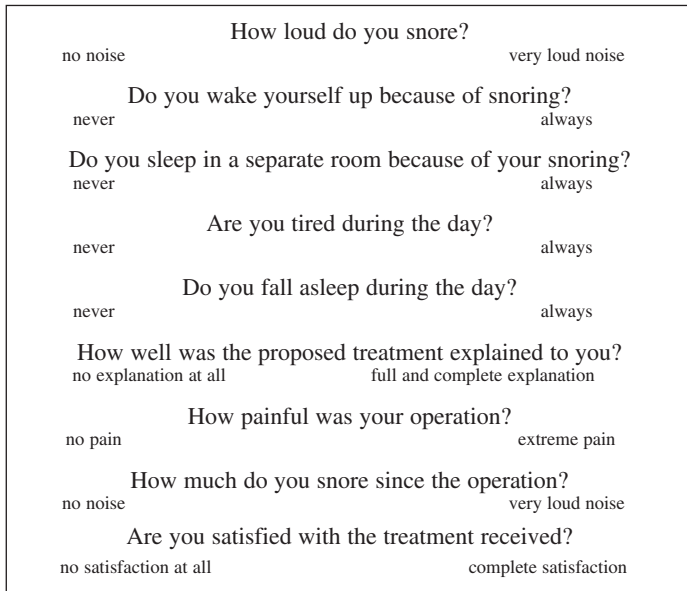 How loud do you snore?
no noise very loud noise
Do you wake yourself up because of snoring?
never always
Do you sleep in a separate room because of your snoring?
never always
Are you tired during the day?
never always
Do you fall asleep during the day?
never always
How well was the proposed treatment explained to you?
no explanation at all full and complete explanation
How painful was your operation?
no pain extreme pain
How much do you snore since the operation?
no noise very loud noise
Are you satisfied with the treatment received?
no satisfaction at all complete satisfaction